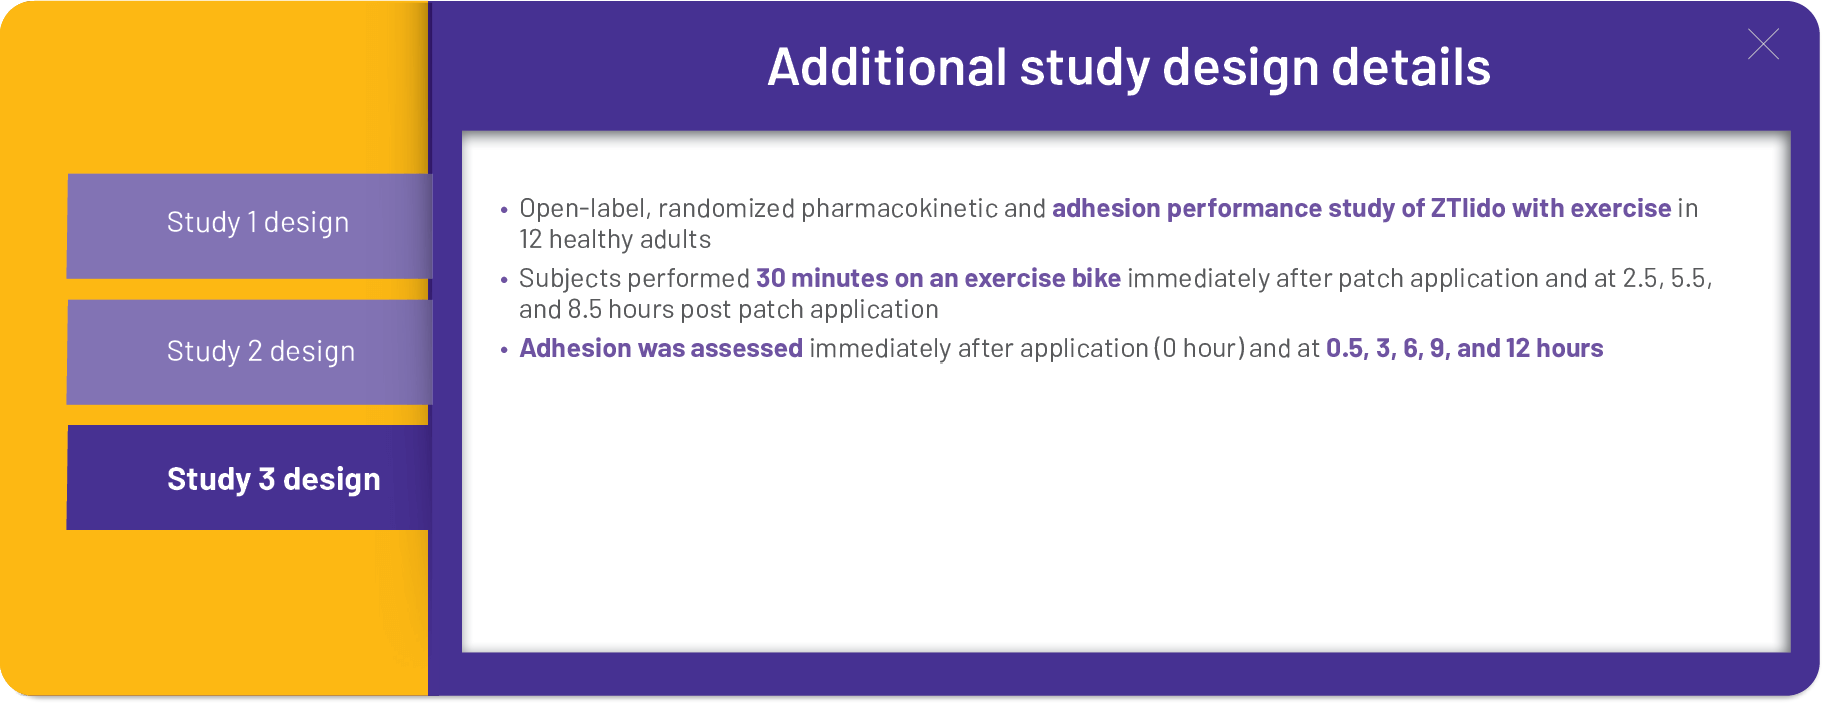 Additional study design details
Study 1 design
Study 2 design
Study 3 design
• Open-label, randomized pharmacokinetic and adhesion performance study of ZTlido with exercise in
12 healthy adults
• Subjects performed 30 minutes on an exercise bike immediately after patch application and at 2.5, 5.5,
and 8.5 hours post patch application
• Adhesion was assessed immediately after application (0 hour) and at 0.5, 3, 6, 9, and 12 hours